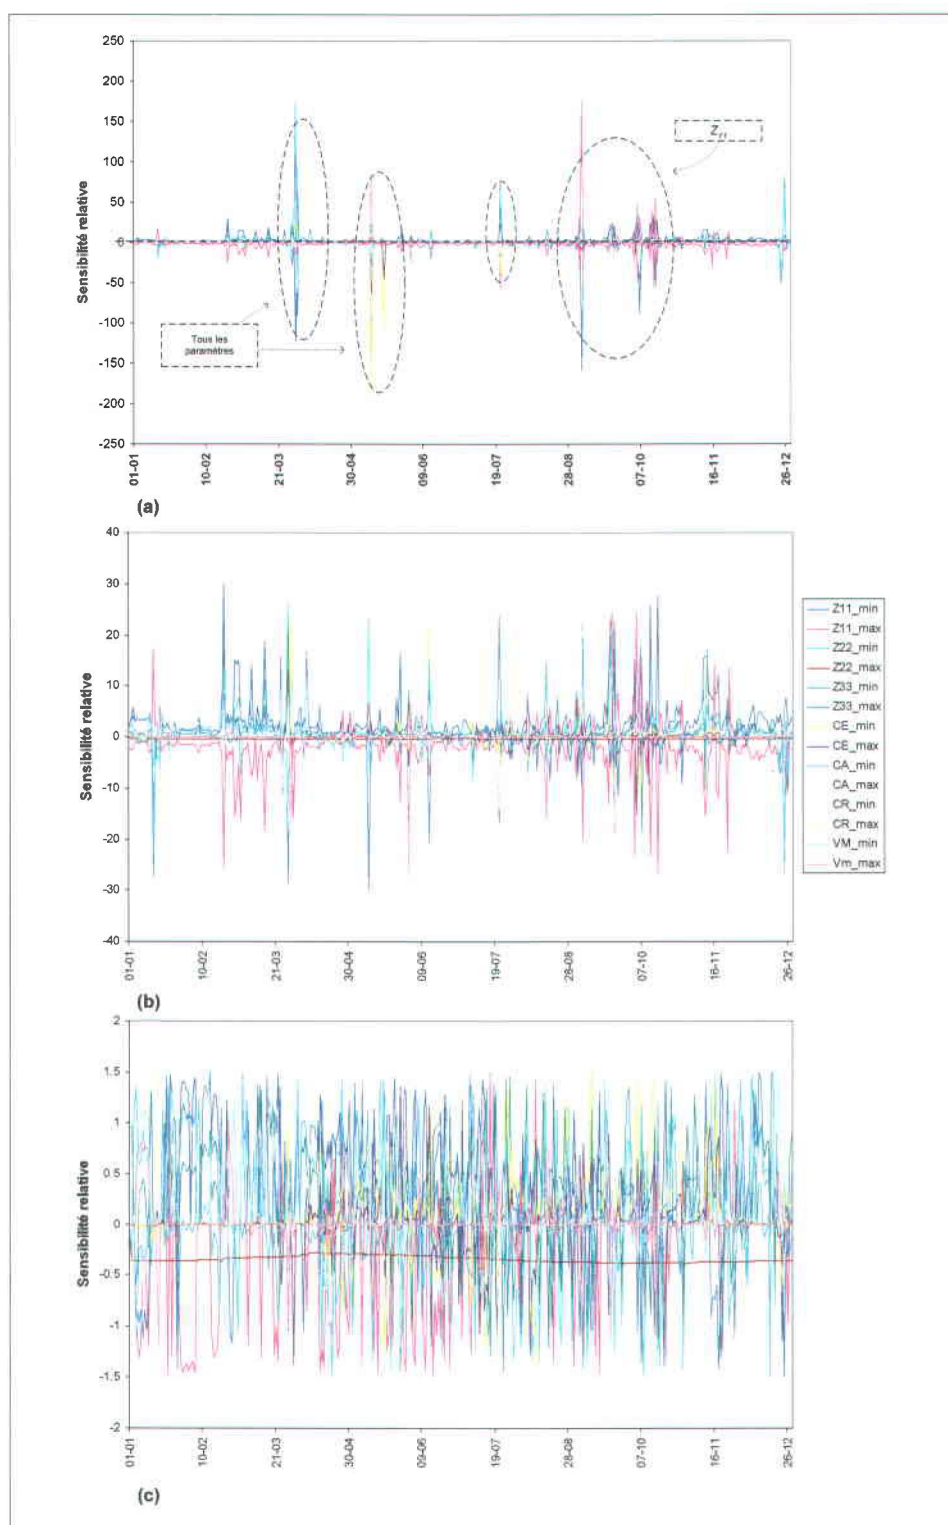 250
200
150
100
50
0
-50
-100
-150
-200
-250
Sensibilité relative
Tous les
paramètres
01-01
10-02
21-03
30-04
09-06
19-07
28-08
07-10
16-11
26-12
(a)
40
30
20
10
0
-10
-20
-30
-40
Sensibilité relative
01-01
10-02
21-03
30-04
09-06
19-07
28-08
07-10
16-11
26-12
(b)
Z11_min
Z11_max
Z22_min
Z22_max
Z33_min
Z33_max
CE_min
CE_max
CA_min
CA_max
CR_min
CR_max
VM_min
Vm_max
2
1.5
1
0.5
0
-0.5
-1
-1.5
-2
Sensibilité relative
01-01
10-02
21-03
30-04
09-06
19-07
28-08
07-10
16-11
26-12
(c)